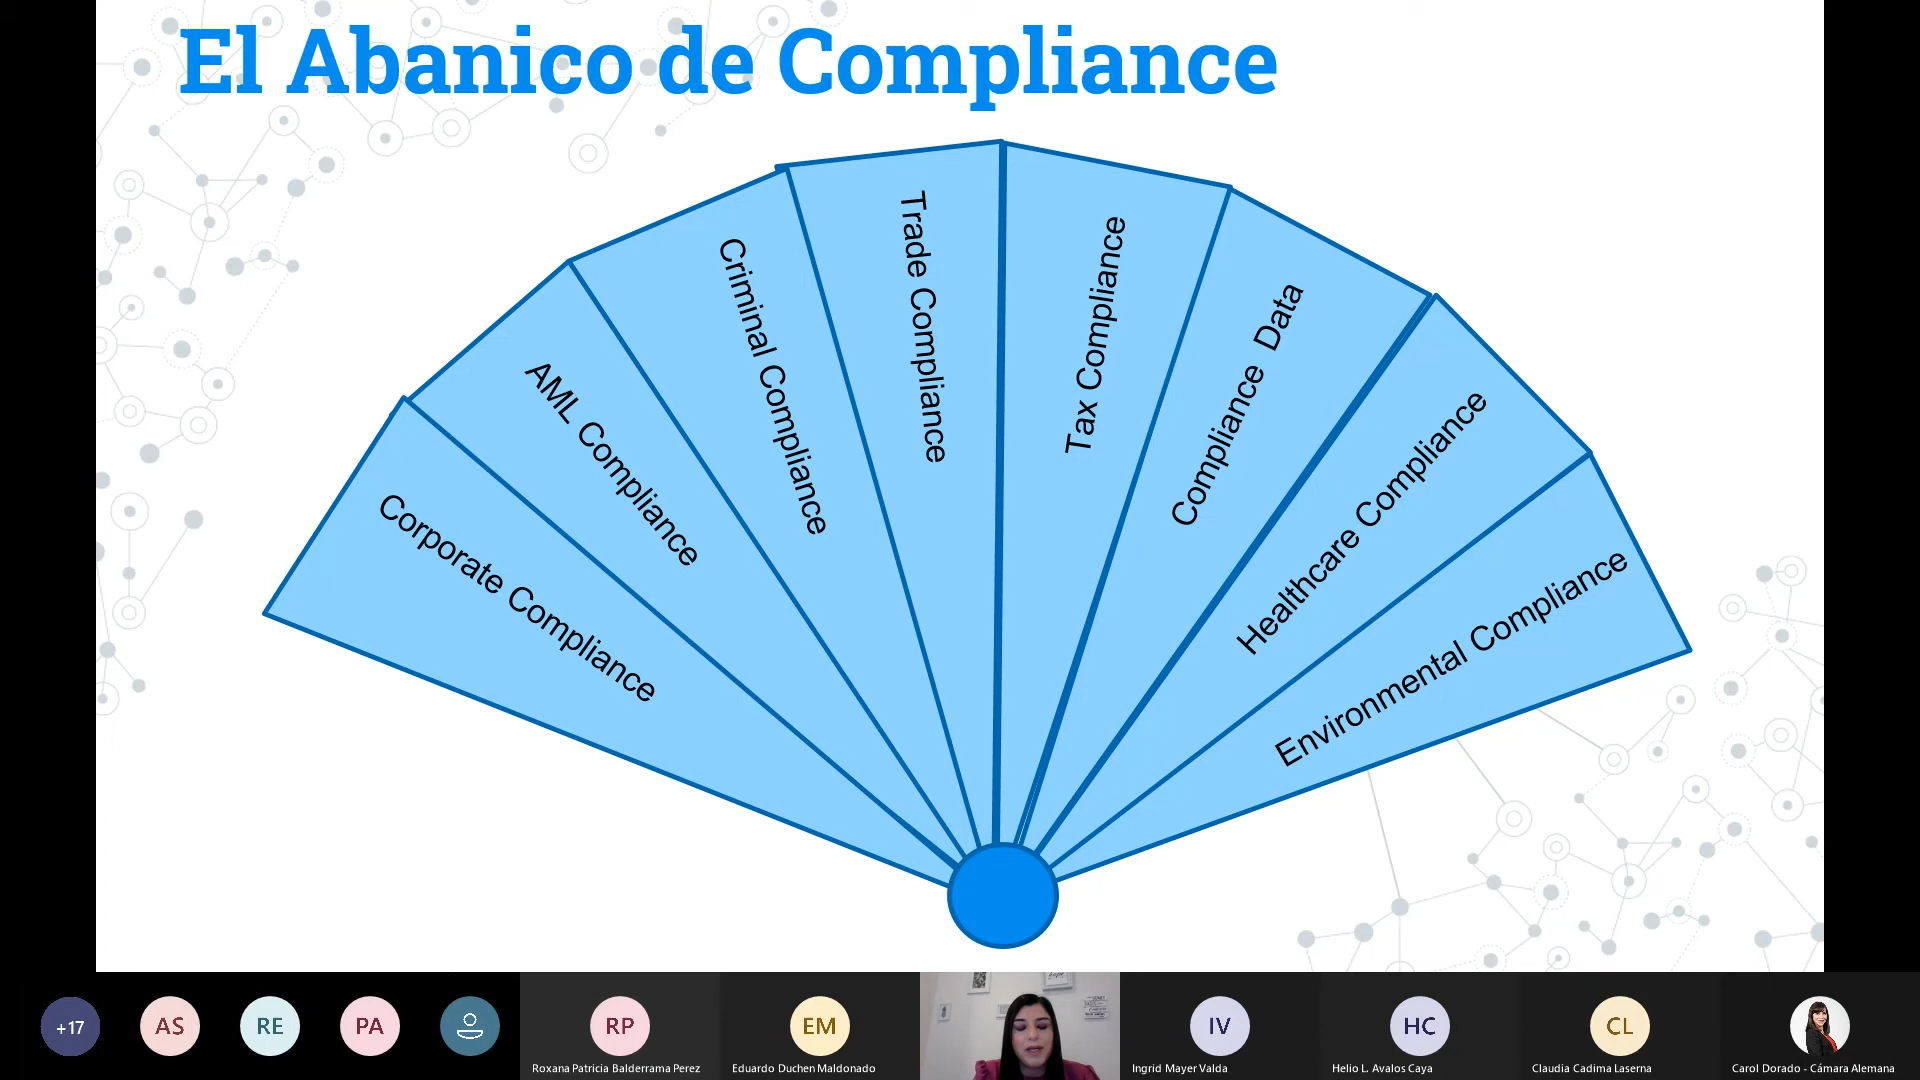 El Abanico de Compliance
Corporate Compliance
AML Compliance
Criminal Compliance
Trade Compliance
Tax Compliance
Compliance  Data
Healthcare Compliance
Environmental Compliance
+17
AS
RE
PA
RP
Roxana Patricia Balderrama Perez
EM
Eduardo Duchen Maldonado
IV
Ingrid Mayer Valda
HC
Helio L. Avalos Caya
CL
Claudia Cadima Laserna
Carol Dorado - Cámara Alemana